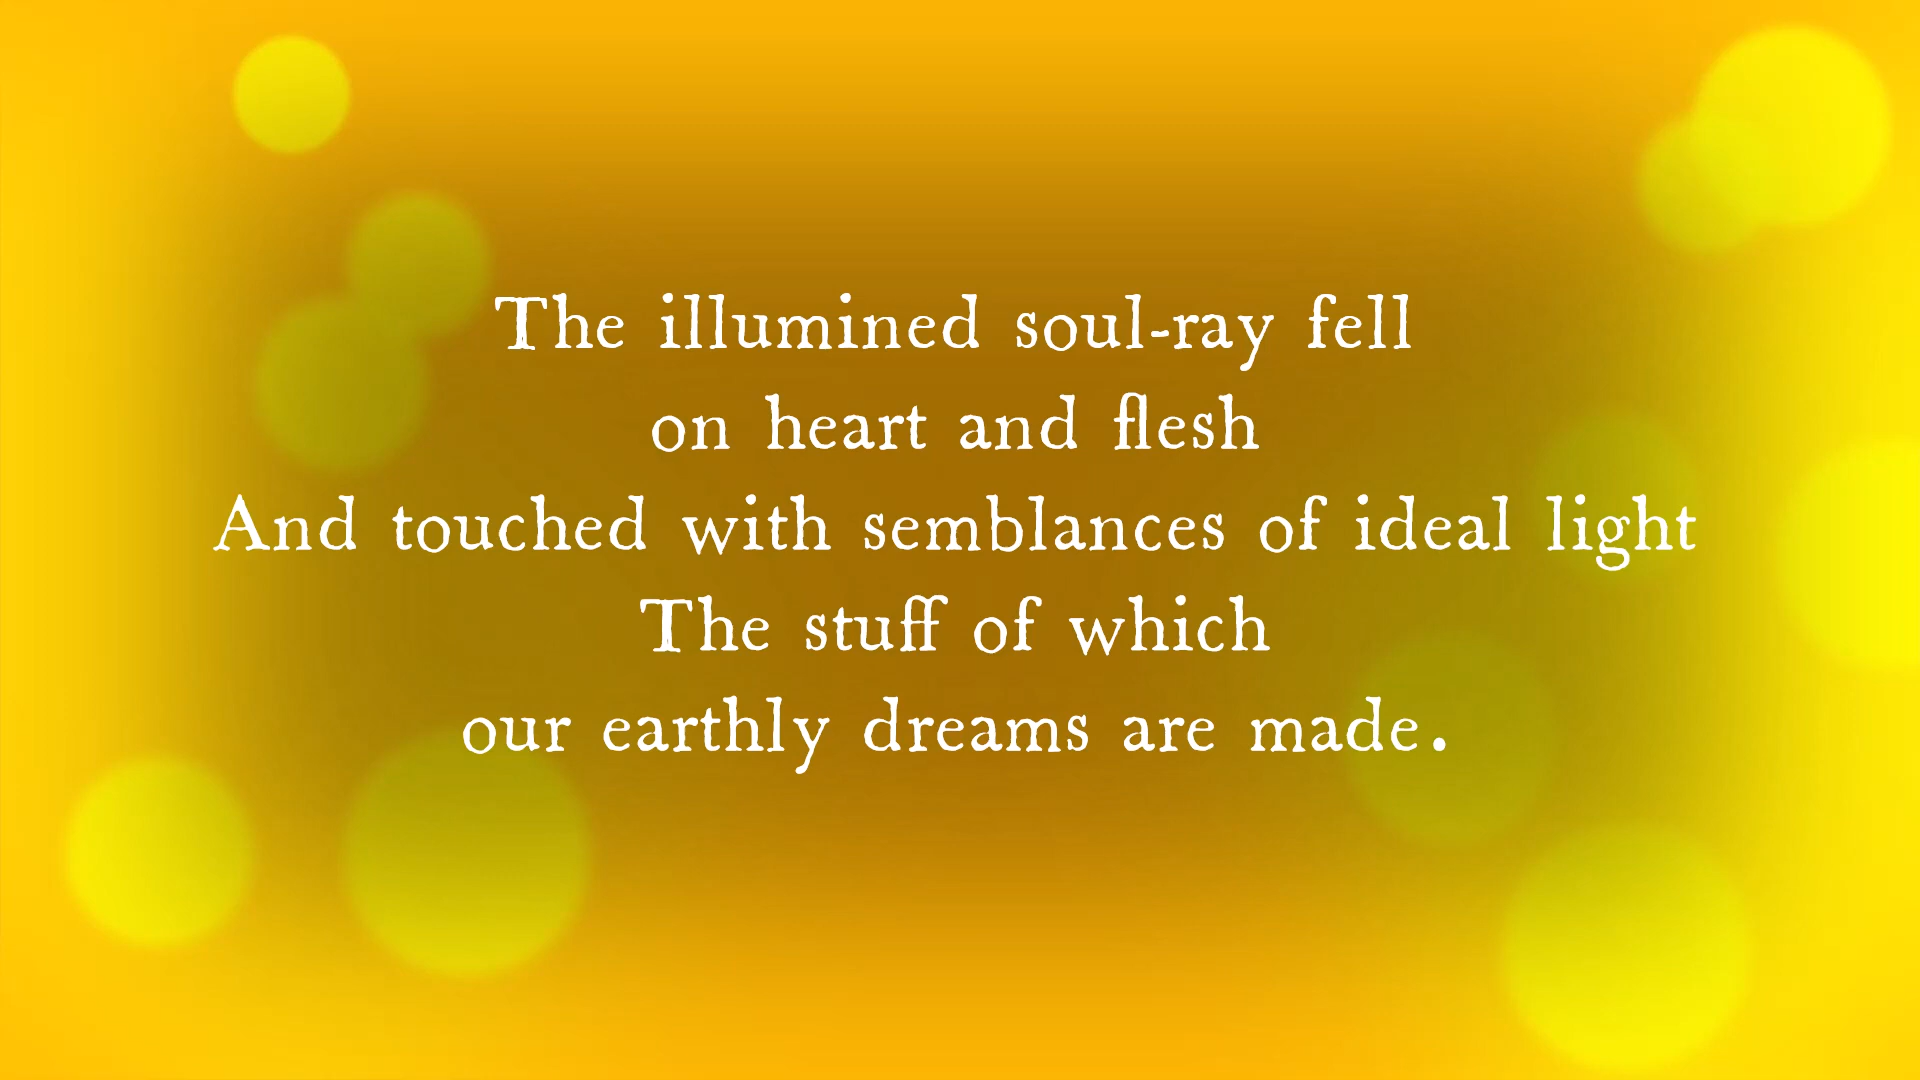 The illumined soul-ray fell
on heart and flesh
And touched with semblances of ideal light
The stuff of which
our earthly dreams are made.